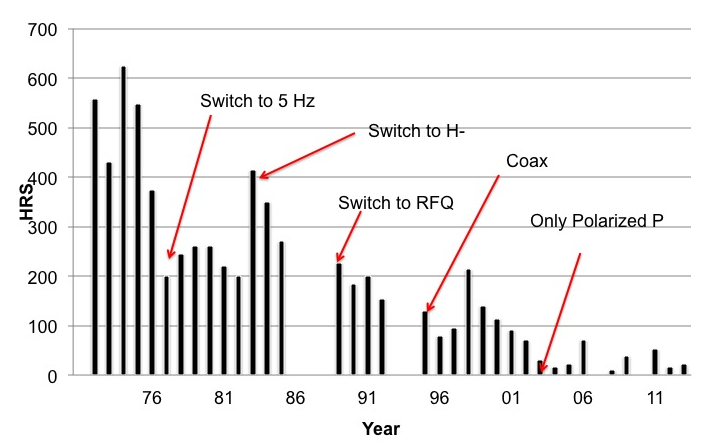 700
600
500
400
300
200
100
0
HRS
Switch to 5 Hz
Switch to H-
Coax
Switch to RFQ
Only Polarized P
76 81 86 91 96 01 06 11
Year